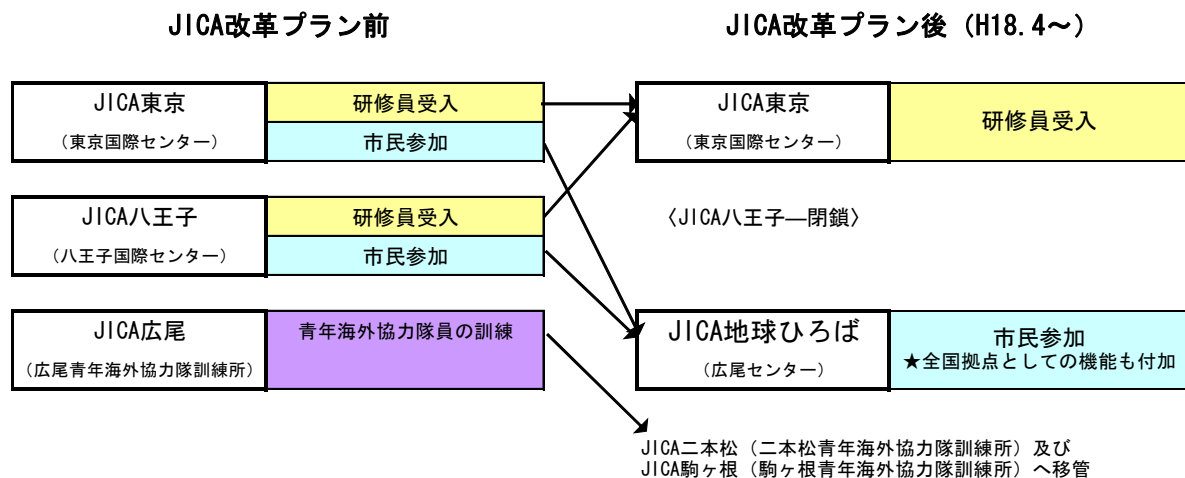 JICA改革プラン前
JICA改革プラン後（H18.4～）
JICA東京
（東京国際センター）
研修員受入
市民参加
JICA東京
（東京国際センター）
研修員受入
JICA八王子
（八王子国際センター）
研修員受入
市民参加
〈JICA八王子―閉鎖〉
JICA広尾
（広尾青年海外協力隊訓練所）
青年海外協力隊員の訓練
JICA地球ひろば
（広尾センター）
市民参加
★全国拠点としての機能も付加
JICA二本松（二本松青年海外協力隊訓練所）及び
JICA駒ヶ根（駒ヶ根青年海外協力隊訓練所）へ移管